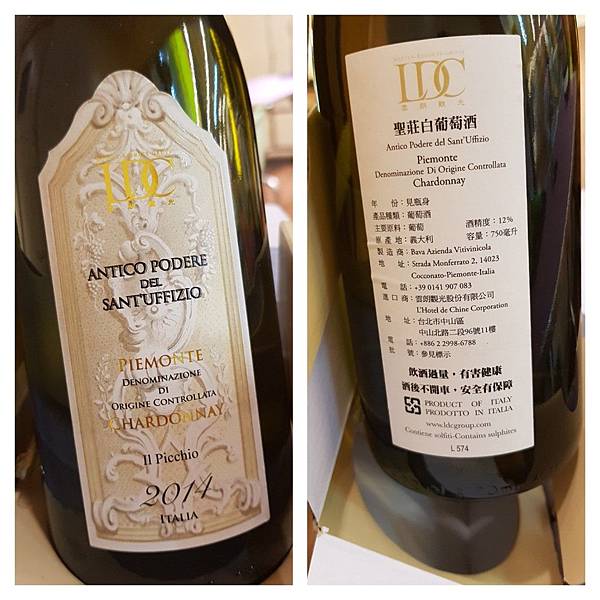 LDC
雲朗觀光
ANTICO PODERE
DEL
SANT'UFFIZIO
PIEMONTE
DENOMINAZIONE
DI
ORIGINE CONTROLLATA
CHARDONNAY
Il Picchio
2014
ITALIA
LDC
雲朗觀光
聖莊白葡萄酒
Antico Podere del Sant'Uffizio
Piemonte
Denominazione Di Origine Controllata
Chardonnay
年 份：見瓶身
產品種類：葡萄酒
主要原料：葡萄 酒精度：12%
原 產 地：義大利 容量：750毫升
製 造 商：Bava Azienda Vitivinicola
地 址：Strada Monferrato 2, 14023
Cocconato-Piemonte-Italia
電 話：+39 0141 907 083
進 口 商：雲朗觀光股份有限公司
L'Hotel de Chine Corporation
地 址：台北市中山區
中山北路二段96號11樓
電 話：+886 2 2998-6788
批 號：參見標示
飲酒過量，有害健康
酒後不開車，安全有保障
PRODUCT OF ITALY
PRODOTTO IN ITALIA
www.ldcgroup.com
Contiene solfiti-Contains sulphites
L 574